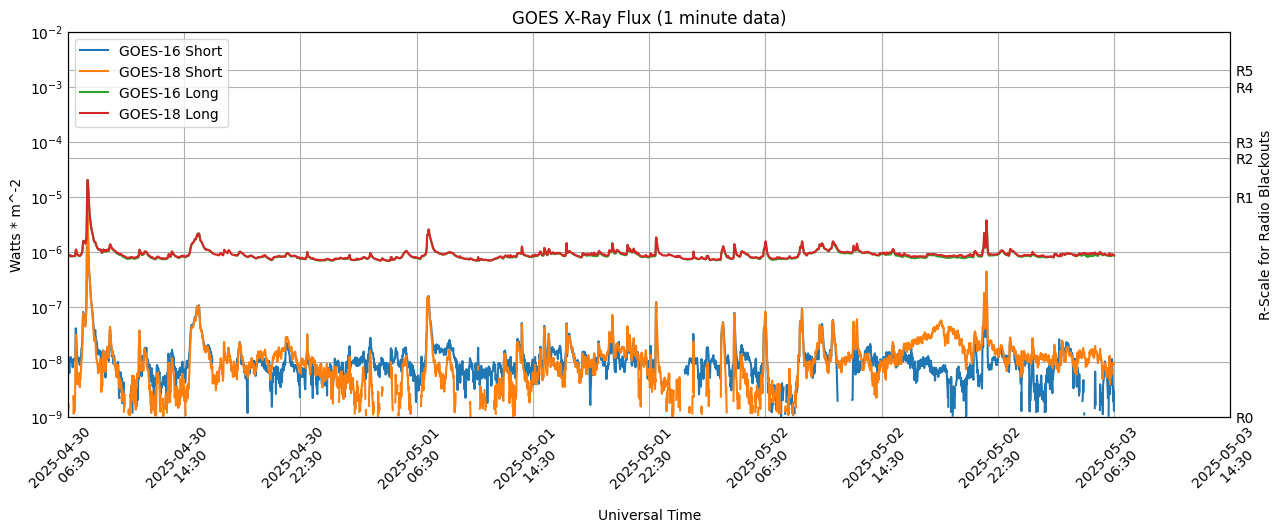 GOES X-Ray Flux (1 minute data)
GOES-16 Short
GOES-18 Short
GOES-16 Long
GOES-18 Long
Watts * m^-2
10^-2
10^-3
10^-4
10^-5
10^-6
10^-7
10^-8
10^-9
R5
R4
R3
R2
R1
R0
R-Scale for Radio Blackouts
2025-04-30
06:30
2025-04-30
14:30
2025-04-30
22:30
2025-05-01
06:30
2025-05-01
14:30
2025-05-01
22:30
2025-05-02
06:30
2025-05-02
14:30
2025-05-02
22:30
2025-05-03
06:30
2025-05-03
14:30
Universal Time